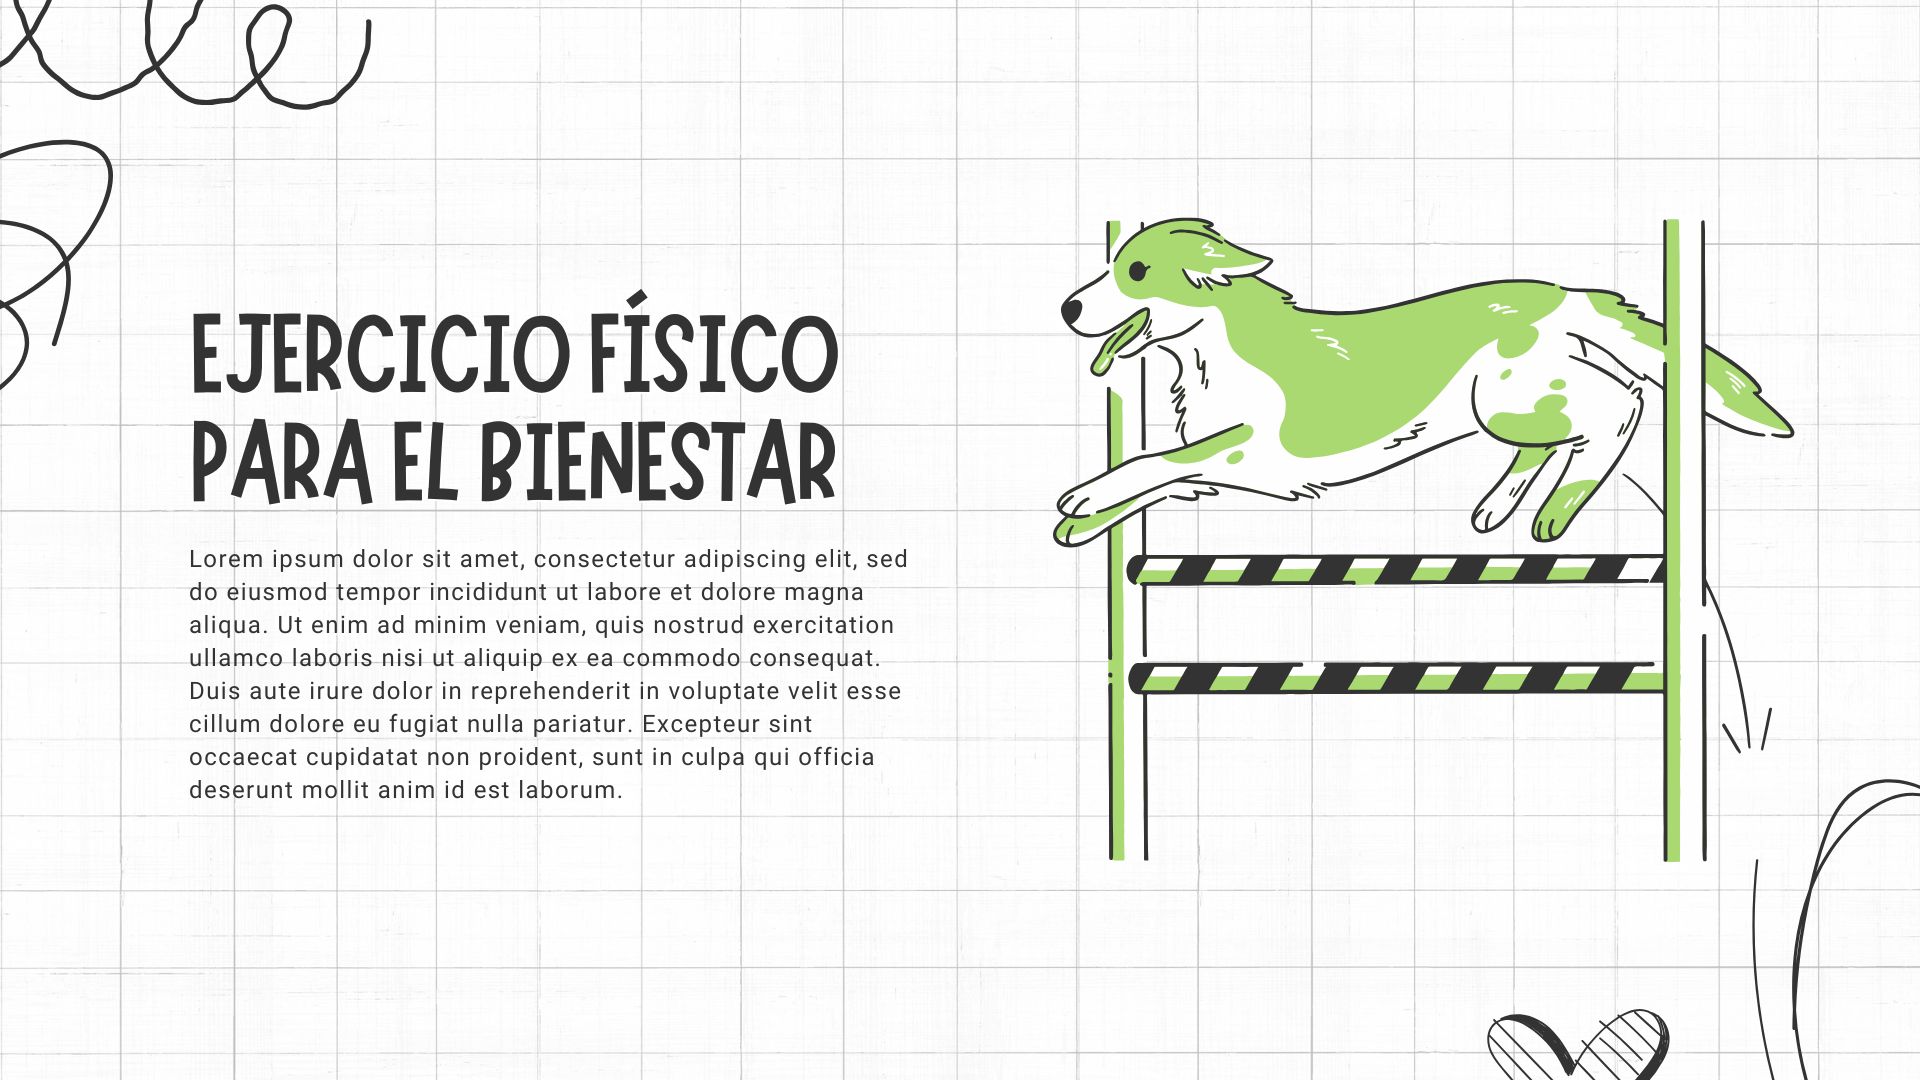 EJERCICIO FÍSICO
PARA EL BIENESTAR
Lorem ipsum dolor sit amet, consectetur adipiscing elit, sed
do eiusmod tempor incididunt ut labore et dolore magna
aliqua. Ut enim ad minim veniam, quis nostrud exercitation
ullamco laboris nisi ut aliquip ex ea commodo consequat.
Duis aute irure dolor in reprehenderit in voluptate velit esse
cillum dolore eu fugiat nulla pariatur. Excepteur sint
occaecat cupidatat non proident, sunt in culpa qui officia
deserunt mollit anim id est laborum.